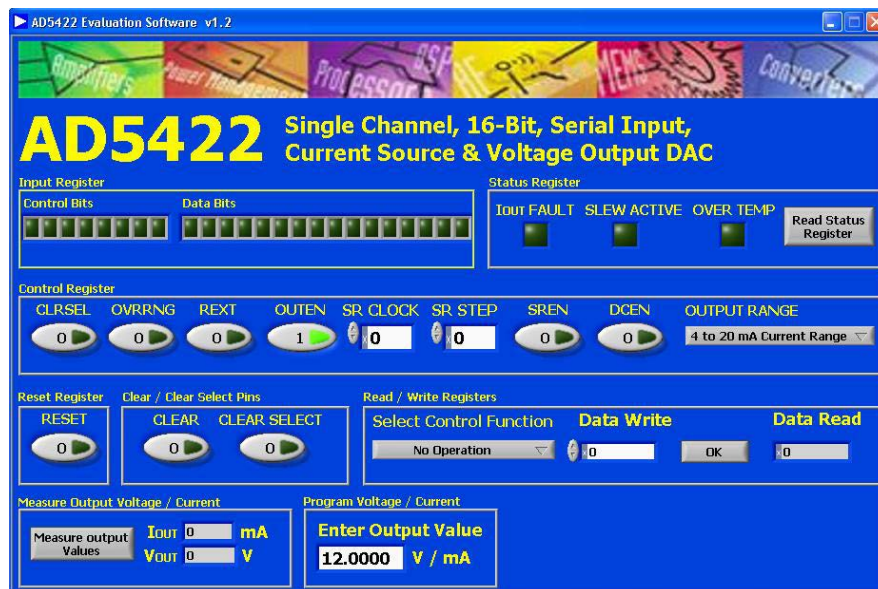 AD5422 Evaluation Software v1.2
Amplifiers
Power Management
Processors
DSP
MEMS
Converters
AD5422
Single Channel, 16-Bit, Serial Input,
Current Source & Voltage Output DAC
Input Register
Control Bits
Data Bits
Status Register
IOUT FAULT SLEW ACTIVE OVER TEMP
Read Status
Register
Control Register
CLRSEL OVRRNG REXT OUTEN SR CLOCK SR STEP SREN DCEN OUTPUT RANGE
0 0 0 1 x0 x0 0 0 4 to 20 mA Current Range
Reset Register
RESET
0
Clear / Clear Select Pins
CLEAR CLEAR SELECT
0 0
Read / Write Registers
Select Control Function Data Write Data Read
No Operation x0 OK x0
Measure Output Voltage / Current
Measure output
Values
IOUT 0 mA
VOUT 0 V
Program Voltage / Current
Enter Output Value
12.0000 V / mA